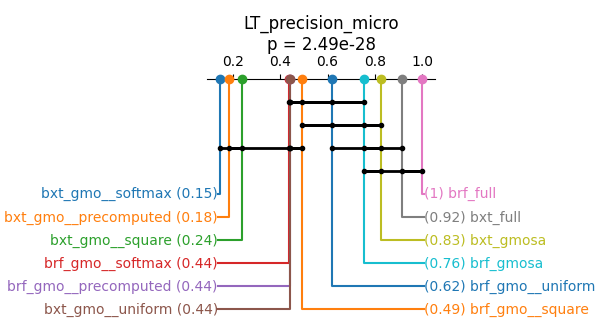 LT_precision_micro
p = 2.49e-28
0.2 0.4 0.6 0.8 1.0
bxt_gmo__softmax (0.15)
(1) brf_full
bxt_gmo__precomputed (0.18)
(0.92) bxt_full
bxt_gmo__square (0.24)
(0.83) bxt_gmosa
brf_gmo__softmax (0.44)
(0.76) brf_gmosa
brf_gmo__precomputed (0.44)
(0.62) brf_gmo__uniform
bxt_gmo__uniform (0.44)
(0.49) brf_gmo__square